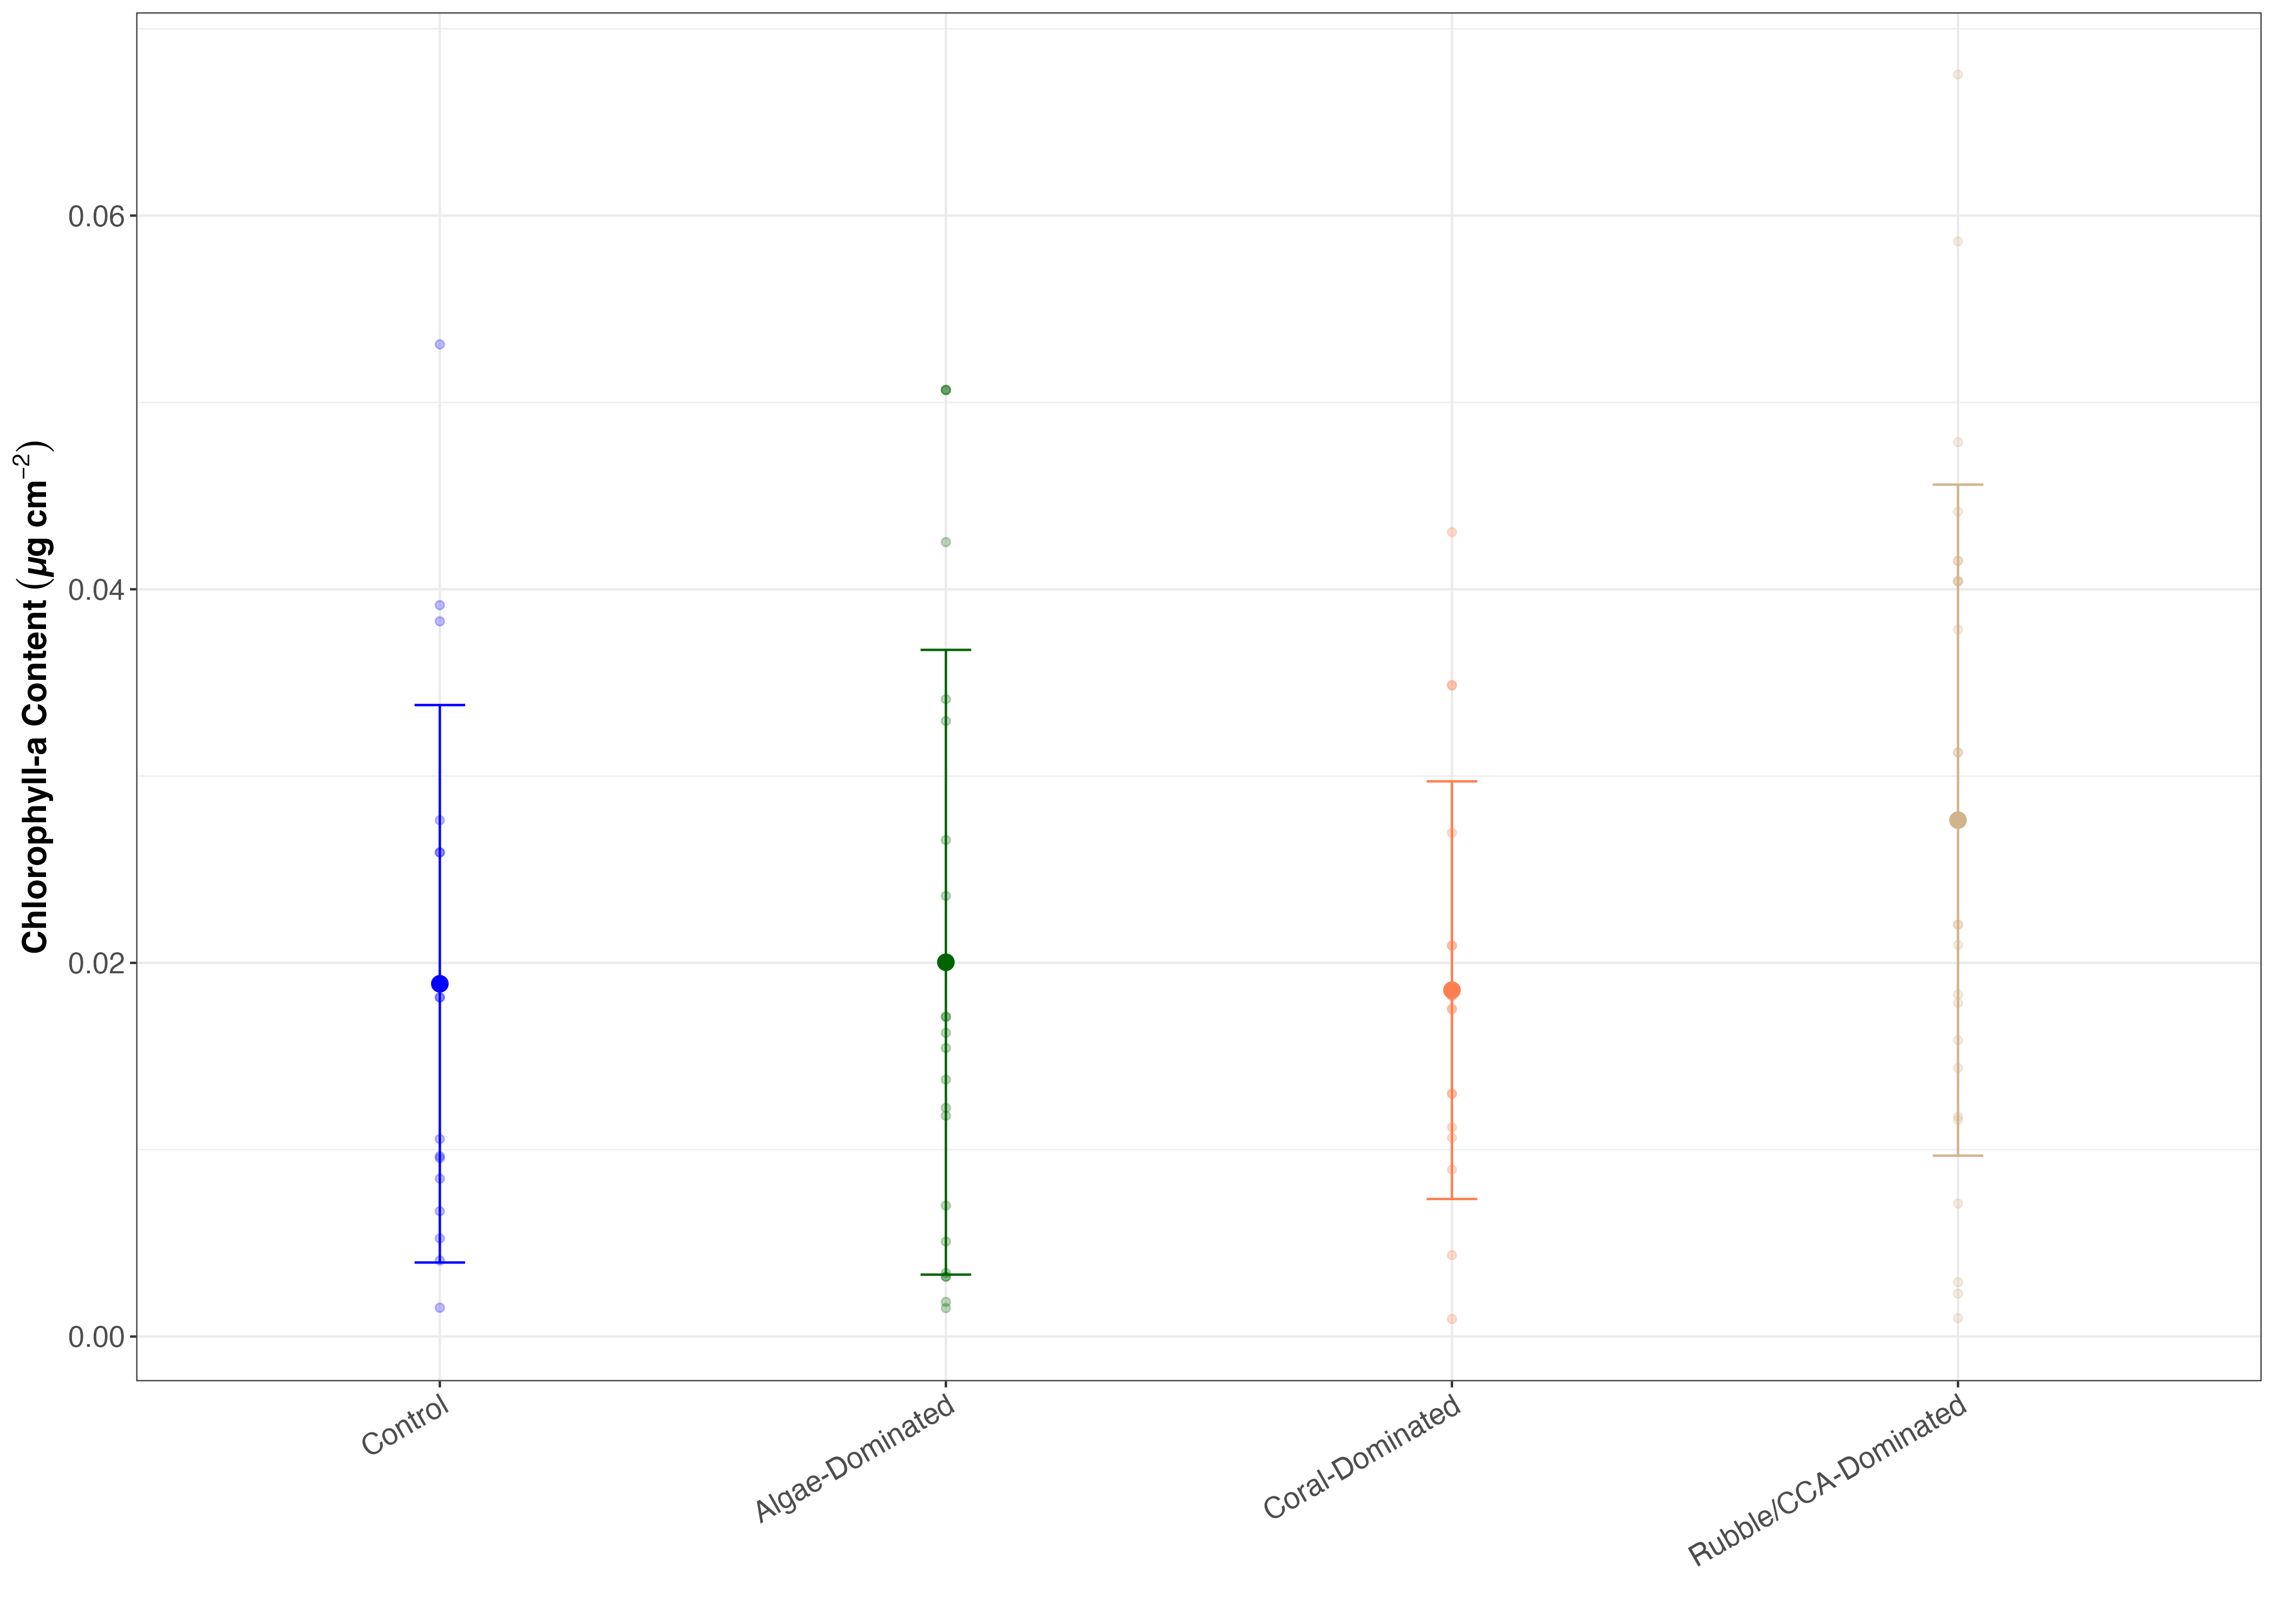 Chlorophyll-a Content (μg cm⁻²)
0.06
0.04
0.02
0.00
Control
Algae-Dominated
Coral-Dominated
Rubble/CCA-Dominated